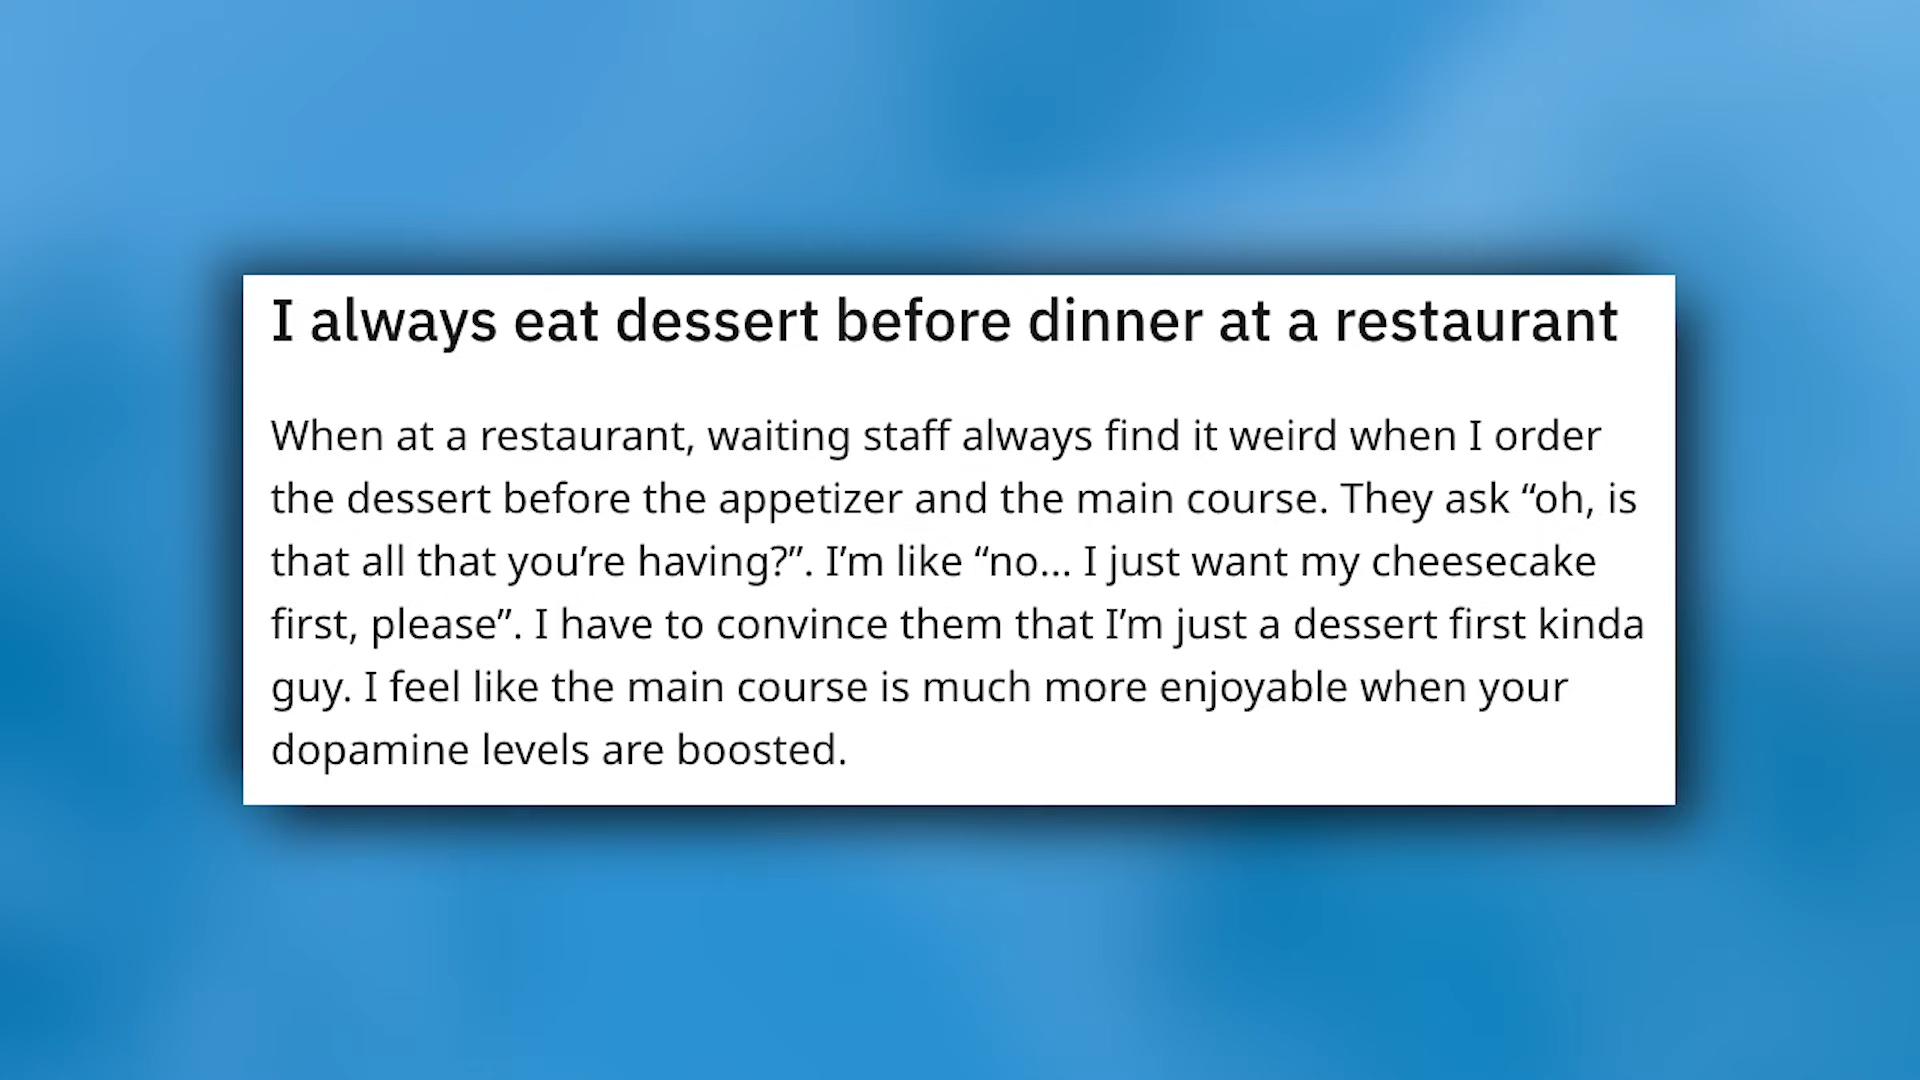 I always eat dessert before dinner at a restaurant
When at a restaurant, waiting staff always find it weird when I order
the dessert before the appetizer and the main course. They ask “oh, is
that all that you’re having?”. I’m like “no... I just want my cheesecake
first, please”. I have to convince them that I’m just a dessert first kinda
guy. I feel like the main course is much more enjoyable when your
dopamine levels are boosted.